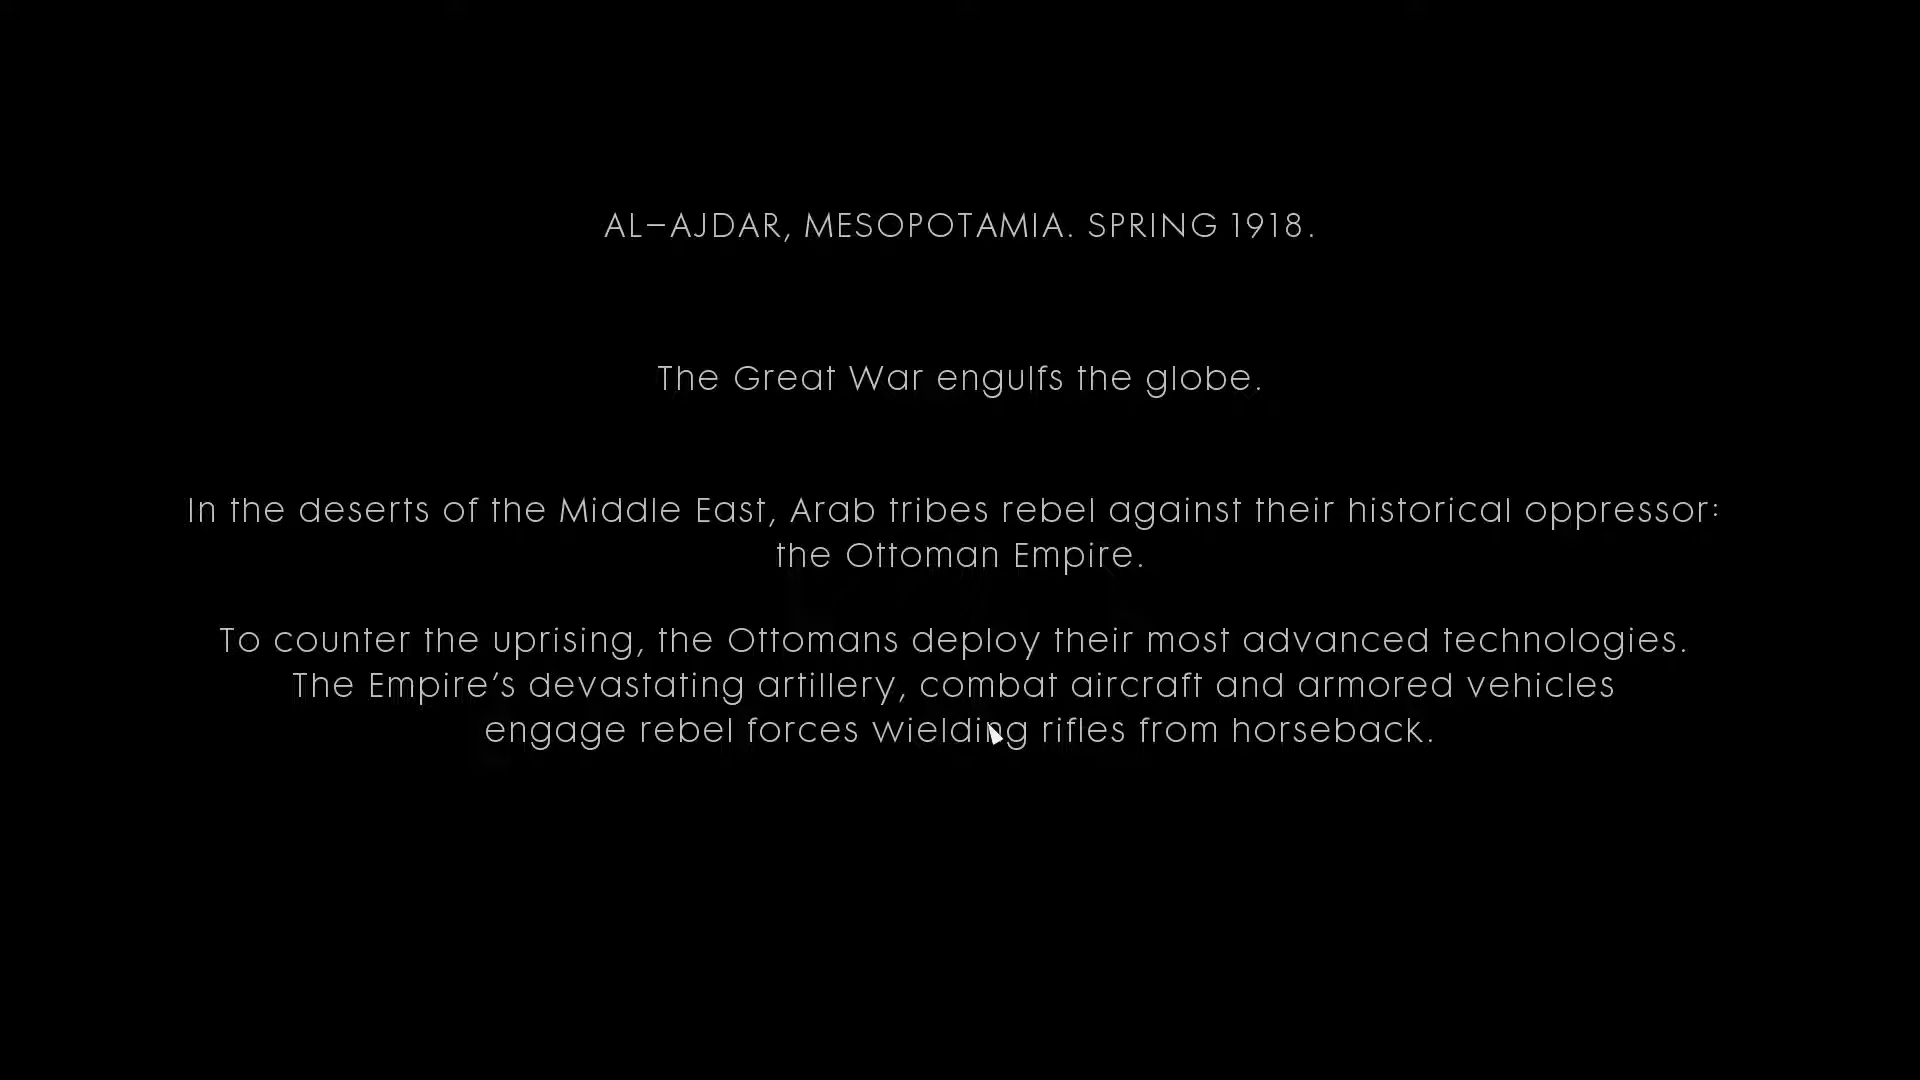 AL–AJDAR, MESOPOTAMIA. SPRING 1918.
The Great War engulfs the globe.
In the deserts of the Middle East, Arab tribes rebel against their historical oppressor:
the Ottoman Empire.
To counter the uprising, the Ottomans deploy their most advanced technologies.
The Empire’s devastating artillery, combat aircraft and armored vehicles
engage rebel forces wielding rifles from horseback.